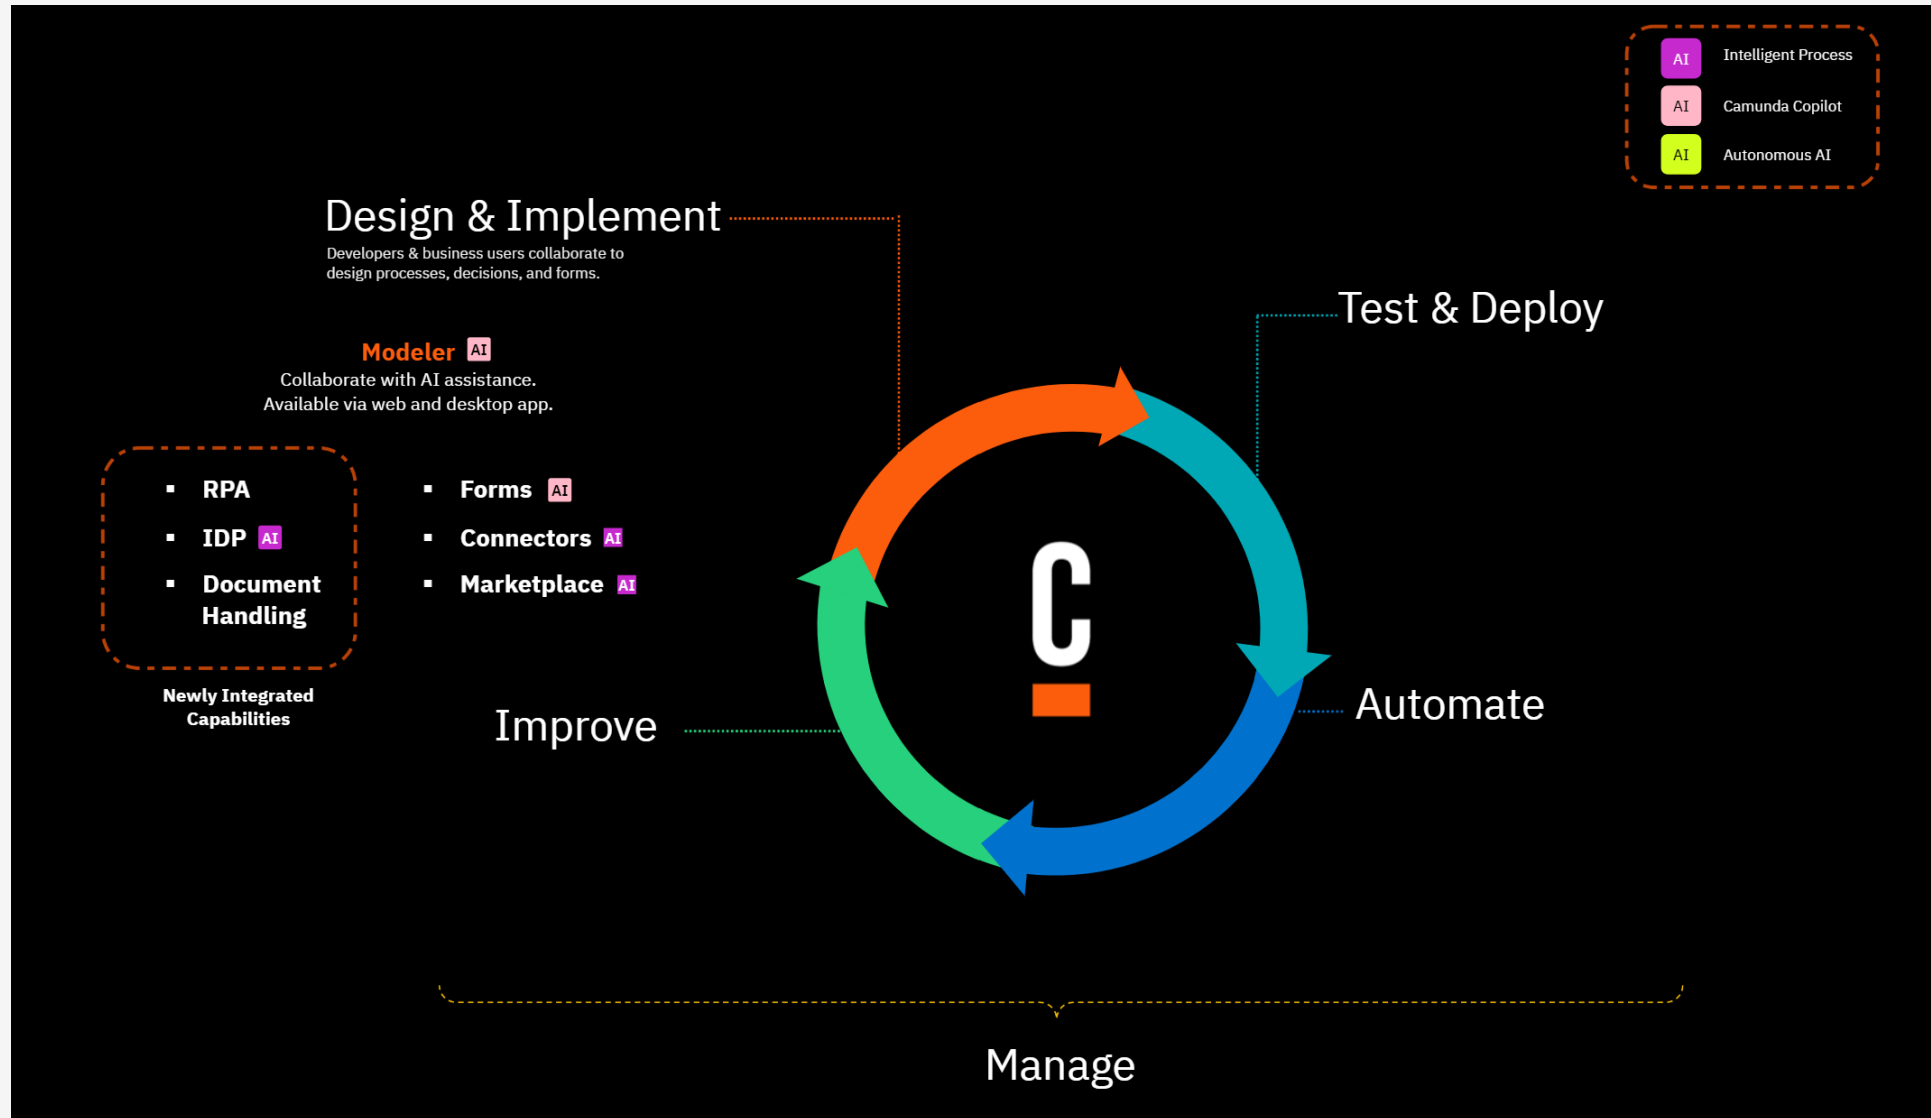 AI Intelligent Process
AI Camunda Copilot
AI Autonomous AI
Design & Implement
Developers & business users collaborate to
design processes, decisions, and forms.
Test & Deploy
Modeler AI
Collaborate with AI assistance.
Available via web and desktop app.
▪ RPA
▪ IDP AI
▪ Document
Handling
▪ Forms AI
▪ Connectors AI
▪ Marketplace AI
Newly Integrated
Capabilities
C
Improve
Automate
Manage